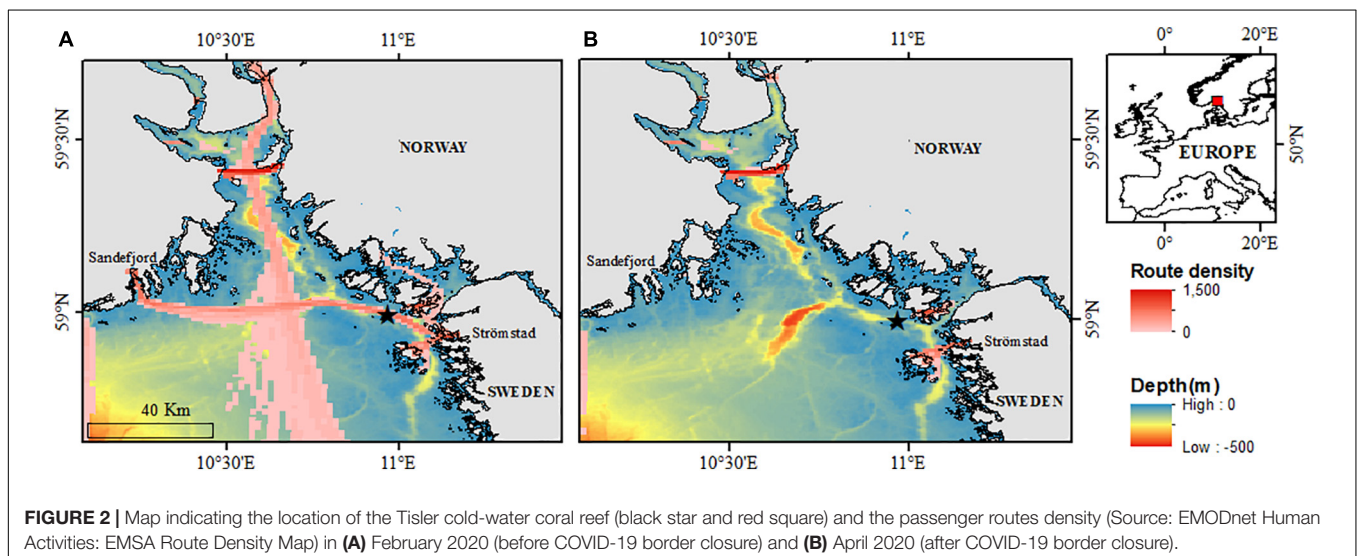 A
10°30'E
11°E
B
10°30'E
11°E
0°
20°E
59°30'N
NORWAY
NORWAY
59°30'N
EUROPE
50°N
0°
20°E
Sandefjord
Sandefjord
Route density
1,500
0
59°N
59°N
Strömstad
Strömstad
SWEDEN
SWEDEN
Depth(m)
High : 0
Low : -500
40 Km
10°30'E
11°E
10°30'E
11°E
FIGURE 2 | Map indicating the location of the Tisler cold-water coral reef (black star and red square) and the passenger routes density (Source: EMODnet Human
Activities: EMSA Route Density Map) in (A) February 2020 (before COVID-19 border closure) and (B) April 2020 (after COVID-19 border closure).